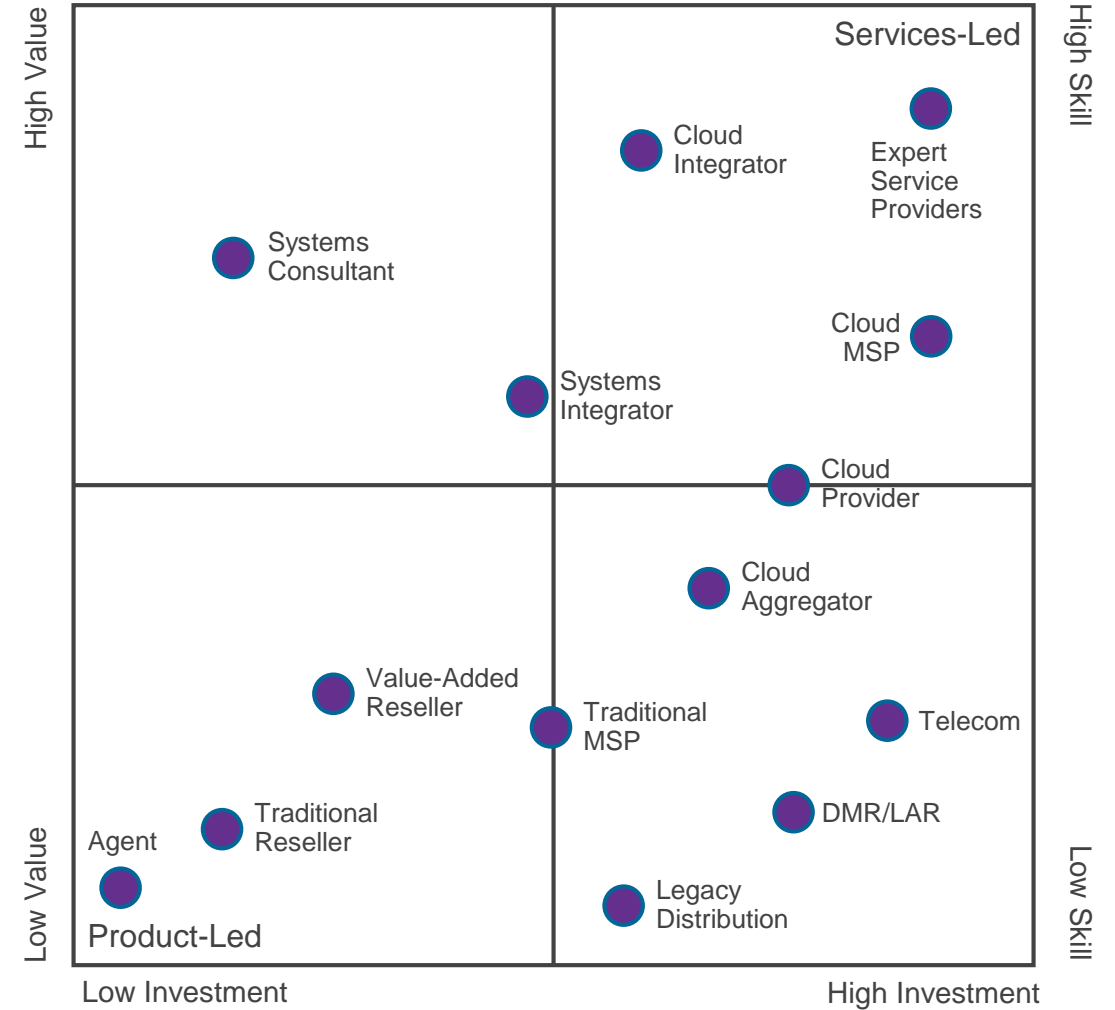 High Value
Services-Led
High Skill
Cloud
Integrator
Expert
Service
Providers
Systems
Consultant
Cloud
MSP
Systems
Integrator
Cloud
Provider
Cloud
Aggregator
Value-Added
Reseller
Traditional
MSP
Telecom
Traditional
Reseller
DMR/LAR
Agent
Legacy
Distribution
Low Value
Product-Led
Low Skill
Low Investment
High Investment